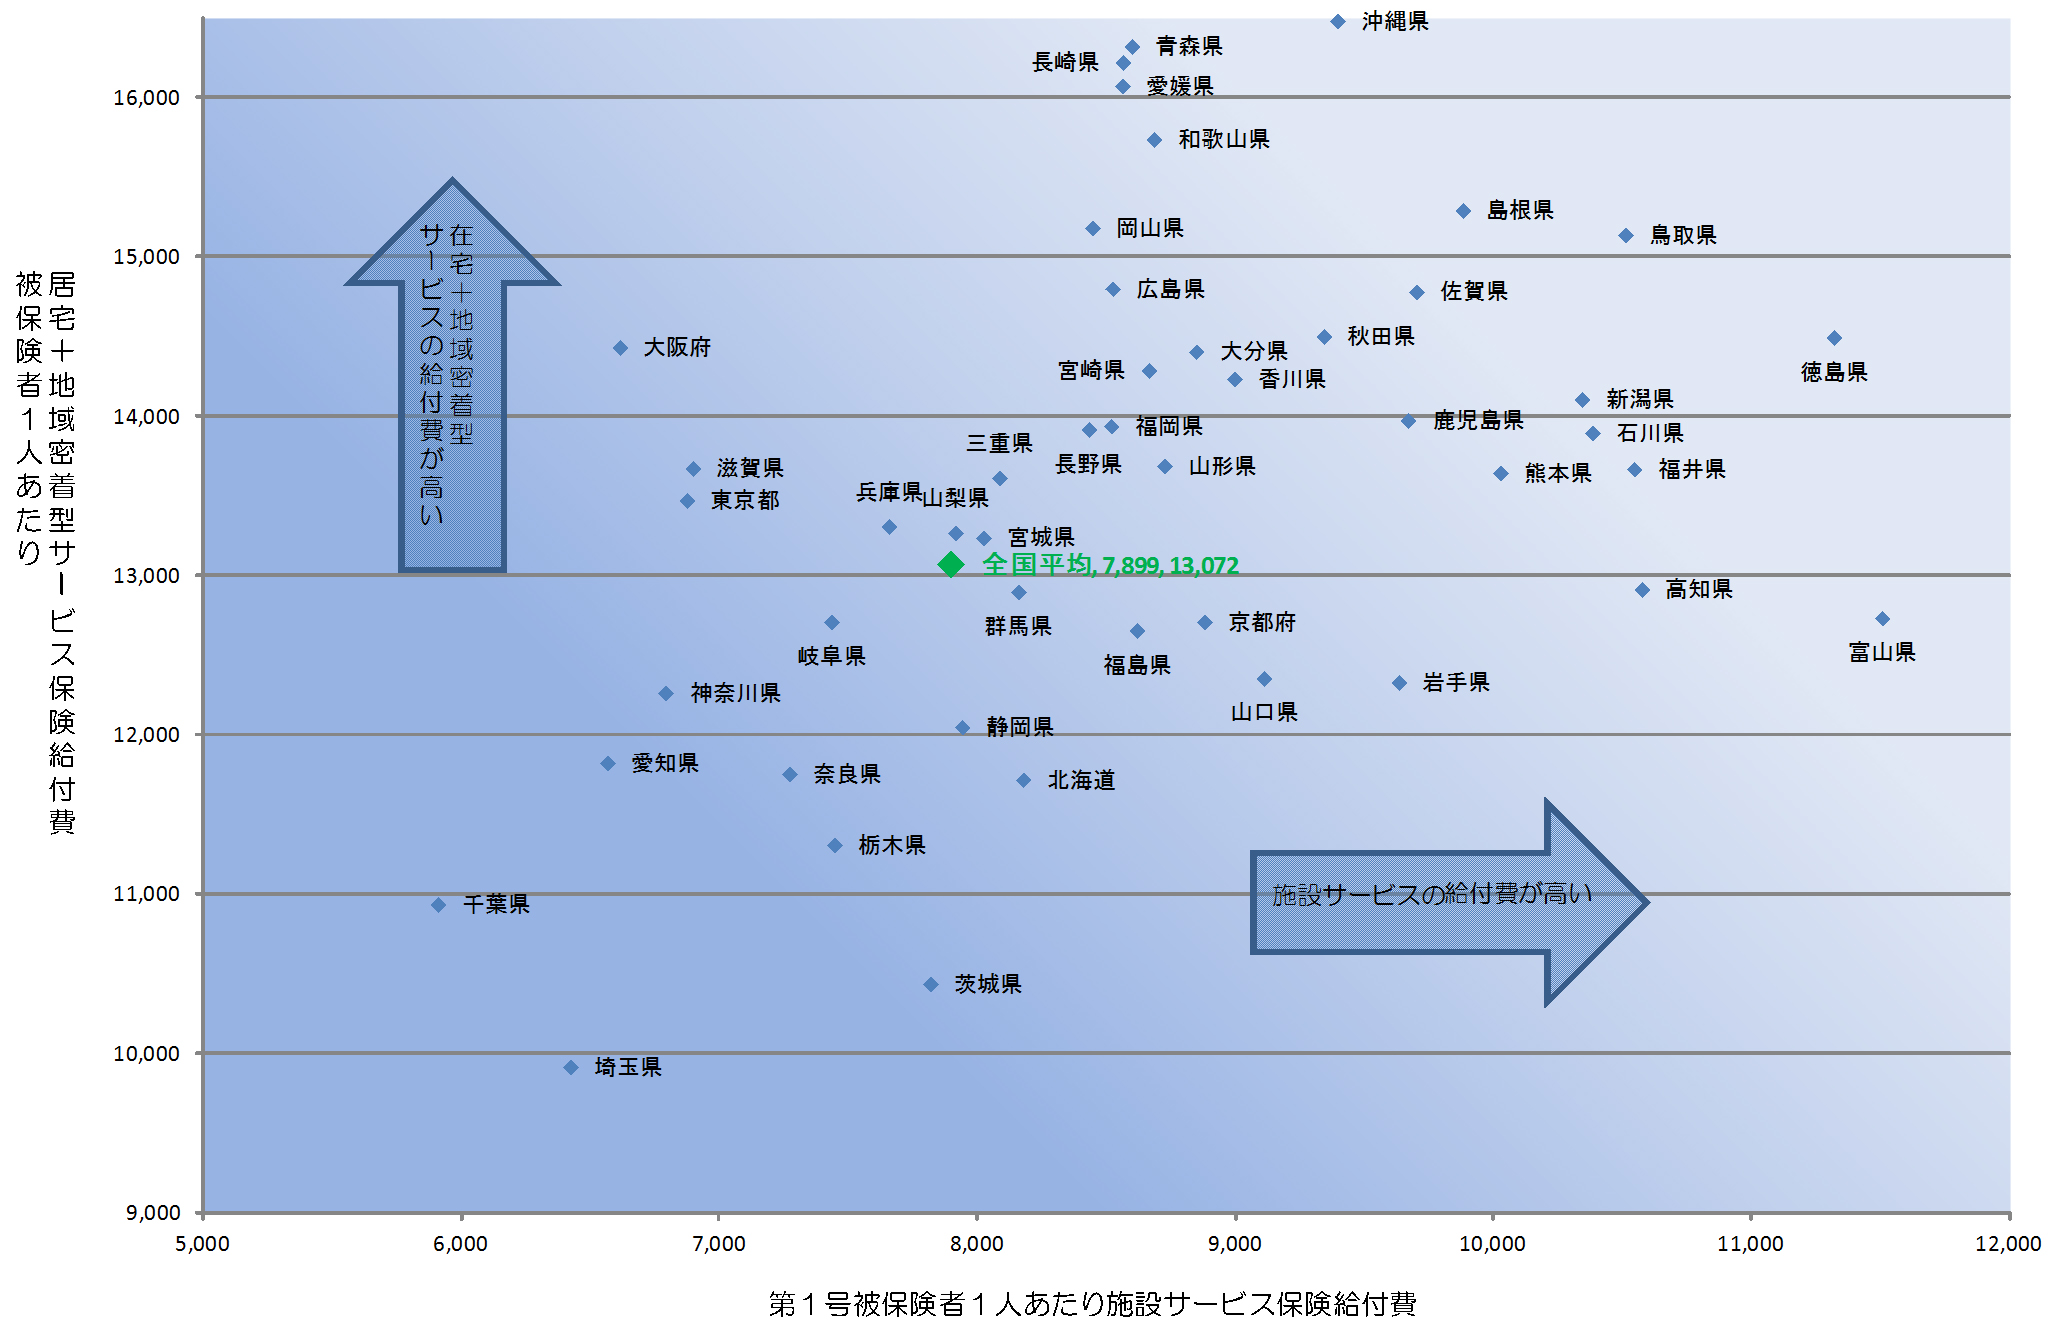 沖縄県
青森県
長崎県
愛媛県
16,000
和歌山県
島根県
岡山県
鳥取県
15,000
在宅＋地域密着型
サービスの給付費が高い
居宅＋地域密着型サービス保険給付費
被保険者１人あたり
広島県
佐賀県
秋田県
大阪府
大分県
宮崎県
香川県
徳島県
新潟県
14,000
鹿児島県
福岡県
石川県
三重県
長野県
山形県
滋賀県
福井県
熊本県
兵庫県
山梨県
東京都
宮城県
全国平均, 7,899, 13,072
13,000
高知県
群馬県
京都府
岐阜県
福島県
富山県
神奈川県
岩手県
山口県
静岡県
12,000
愛知県
奈良県
北海道
栃木県
11,000
千葉県
施設サービスの給付費が高い
茨城県
10,000
埼玉県
9,000
5,000
6,000
7,000
8,000
9,000
10,000
11,000
12,000
第１号被保険者１人あたり施設サービス保険給付費